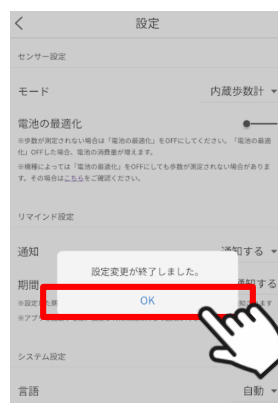 設定
センサー設定
モード 内蔵歩数計
電池の最適化
※歩数が測定されない場合は「電池の最適化」をOFFにしてください。「電池の最適
化」OFFした場合、電池の消費量が増えます。
※機種によっては「電池の最適化」をOFFにしても歩数が測定されない場合がありま
す。その場合はこちらをご確認ください。
リマインド設定
通知 通知する
設定変更が終了しました。
期間 通知する
OK
システム設定
言語 自動